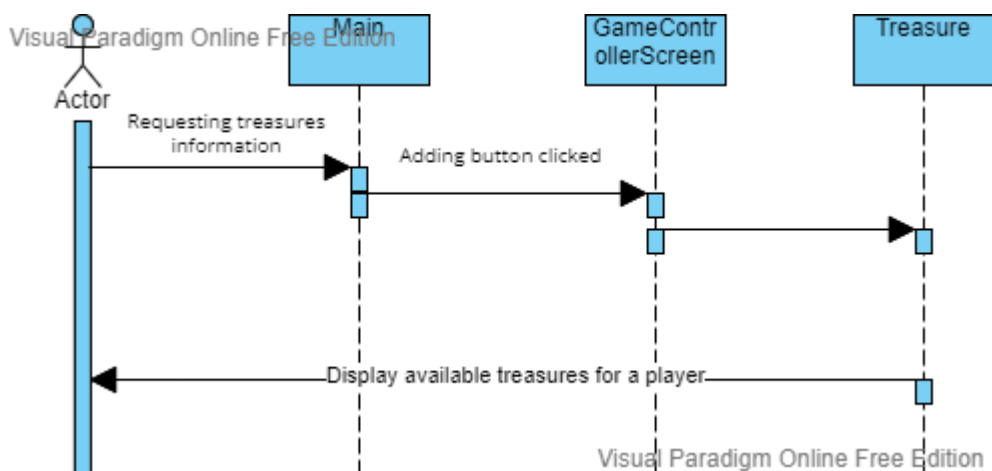 Visual Paradigm Online Free Edition
Main
GameContr
ollerScreen
Treasure
Actor
Requesting treasures
information
Adding button clicked
Display available treasures for a player
Visual Paradigm Online Free Edition